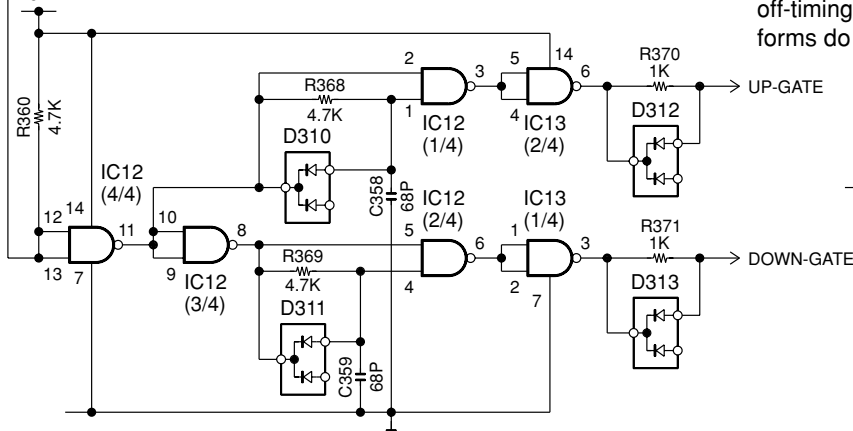 off-timing
forms do
R360
4.7K
IC12
(4/4)
14
12
13
7
11
10
9
8
IC12
(3/4)
R368
4.7K
D310
C358
68P
R369
4.7K
D311
C359
68P
2
1
3
IC12
(1/4)
5
4
14
6
IC13
(2/4)
R370
1K
D312
UP-GATE
IC12
(2/4)
5
4
6
IC13
(1/4)
1
2
7
3
R371
1K
D313
DOWN-GATE